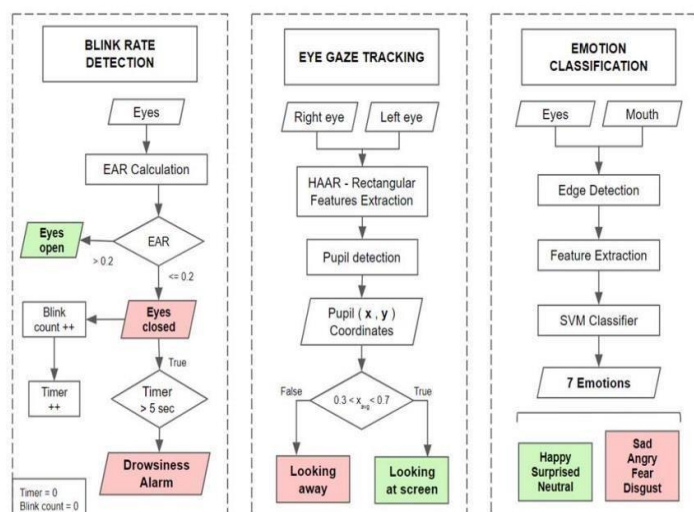 BLINK RATE
DETECTION
Eyes
EAR Calculation
EAR
Eyes
open
> 0.2
<= 0.2
Blink
count ++
Eyes
closed
True
Timer
++
Timer
> 5 sec
Drowsiness
Alarm
Timer = 0
Blink count = 0
EYE GAZE TRACKING
Right eye
Left eye
HAAR - Rectangular
Features Extraction
Pupil detection
Pupil ( x , y )
Coordinates
False
0.3 < x avg < 0.7
True
Looking
away
Looking
at screen
EMOTION
CLASSIFICATION
Eyes
Mouth
Edge Detection
Feature Extraction
SVM Classifier
7 Emotions
Happy
Surprised
Neutral
Sad
Angry
Fear
Disgust